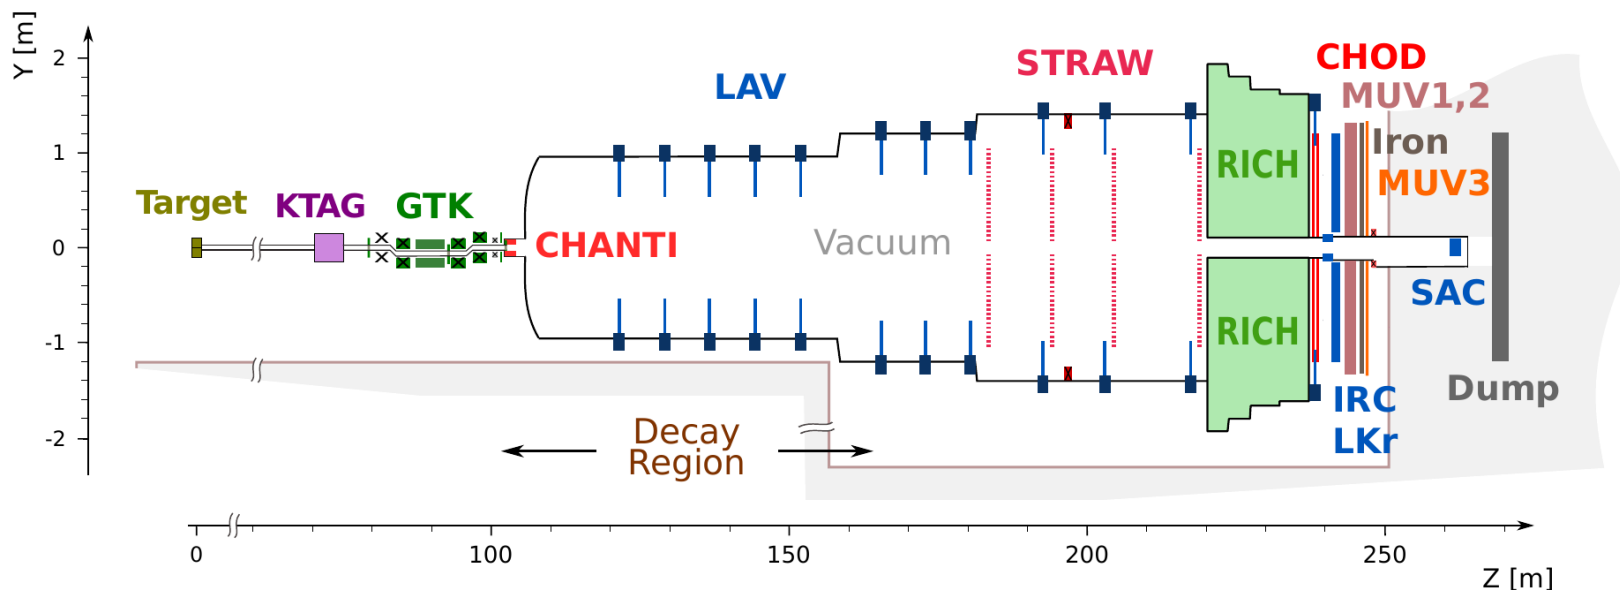 Y [m]
2
1
0
-1
-2
Target
KTAG
GTK
CHANTI
LAV
Vacuum
STRAW
RICH
RICH
CHOD
MUV1,2
Iron
MUV3
SAC
IRC
LKr
Dump
Decay
Region
0
100
150
200
250
Z [m]